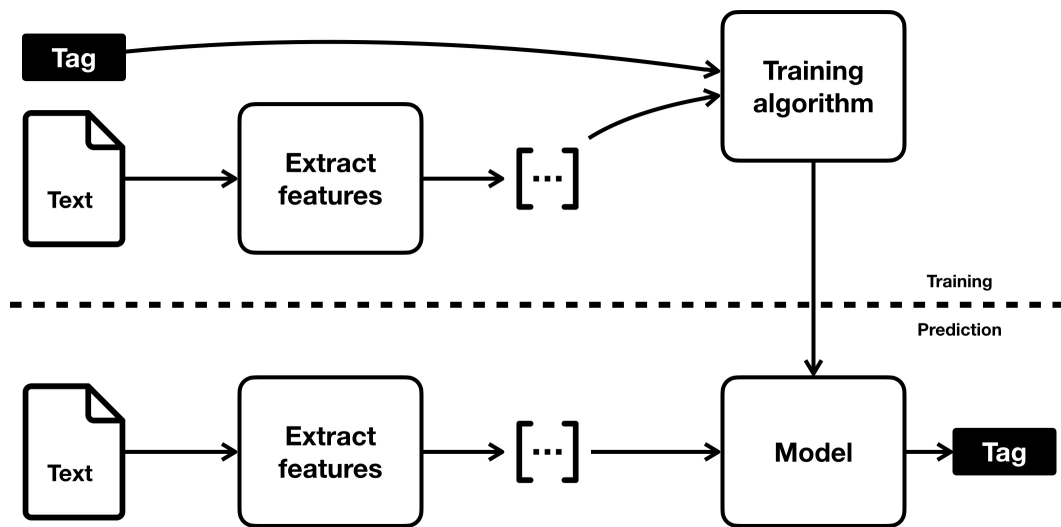 Tag
Training
algorithm
Extract
features
[...]
Text
Training
Prediction
Extract
features
[...]
Text
Model
Tag